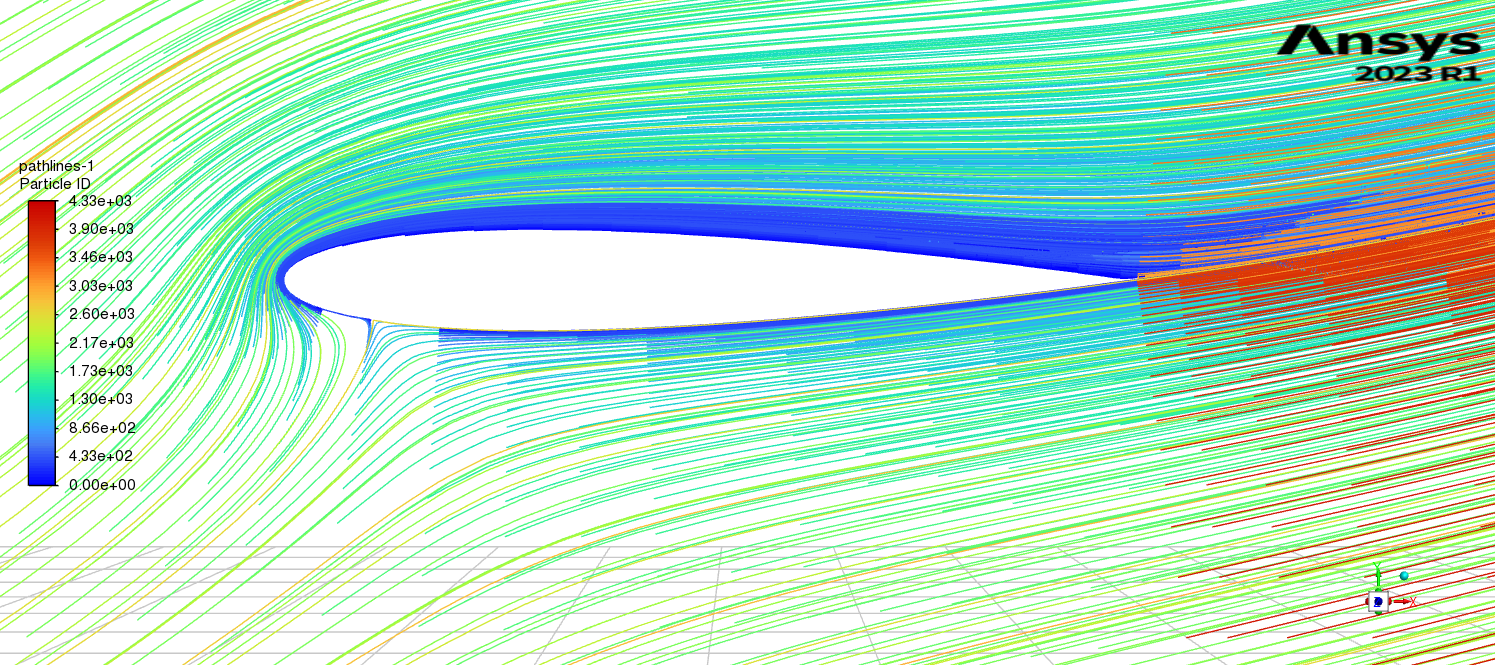 Ansys
2023 R1
pathlines-1
Particle ID
4.33e+03
3.90e+03
3.46e+03
3.03e+03
2.60e+03
2.17e+03
1.73e+03
1.30e+03
8.66e+02
4.33e+02
0.00e+00
Y
Z X